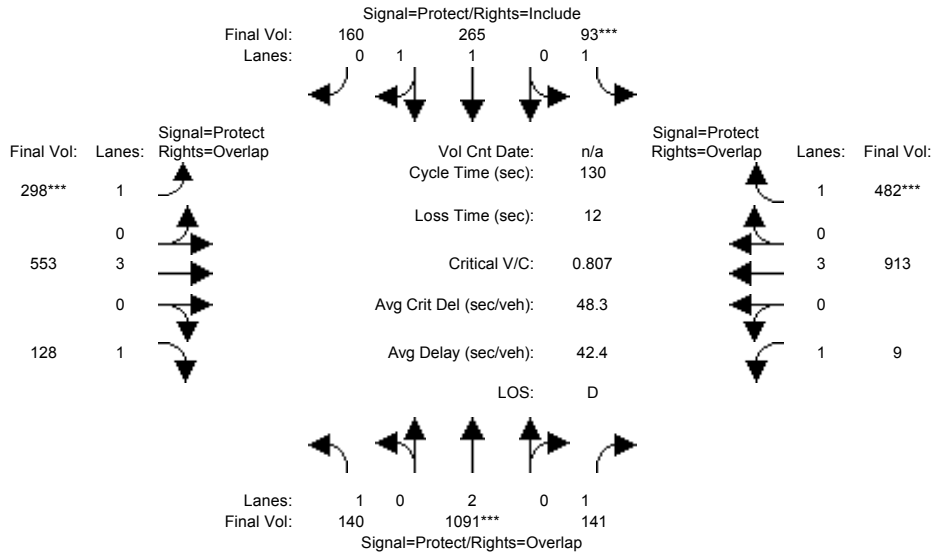 Signal=Protect/Rights=Include
Final Vol: 160 265 93***
Lanes: 0 1 1 0 1
Signal=Protect Signal=Protect
Final Vol: Lanes: Rights=Overlap Vol Cnt Date: n/a Rights=Overlap Lanes: Final Vol:
Cycle Time (sec): 130
298*** 1 1 482***
Loss Time (sec): 12
0 0
553 3 Critical V/C: 0.807 3 913
0 Avg Crit Del (sec/veh): 48.3 0
128 1 Avg Delay (sec/veh): 42.4 1 9
LOS: D
Lanes: 1 0 2 0 1
Final Vol: 140 1091*** 141
Signal=Protect/Rights=Overlap